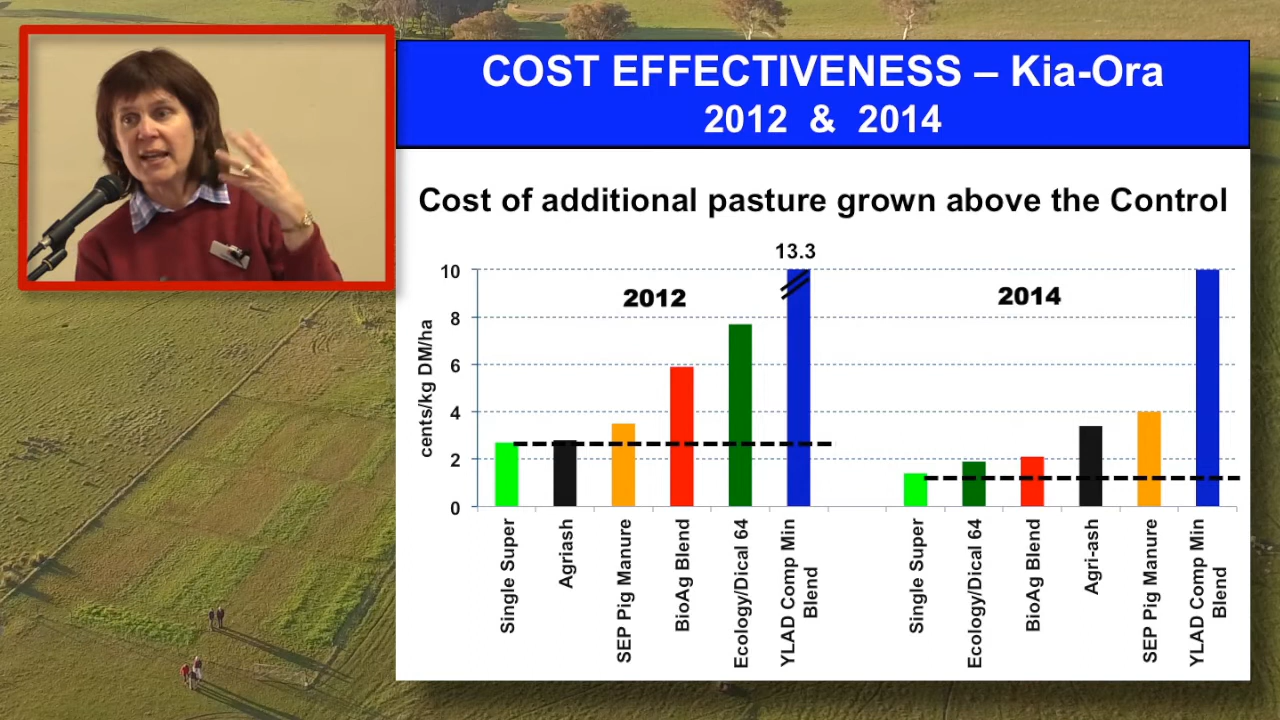 COST EFFECTIVENESS – Kia-Ora
2012 & 2014
Cost of additional pasture grown above the Control
13.3
2012
2014
cents/kg DM/ha
10
8
6
4
2
0
Single Super
Agriash
SEP Pig Manure
BioAg Blend
Ecology/Dical 64
YLAD Comp Min
Blend
Single Super
Ecology/Dical 64
BioAg Blend
Agri-ash
SEP Pig Manure
YLAD Comp Min
Blend